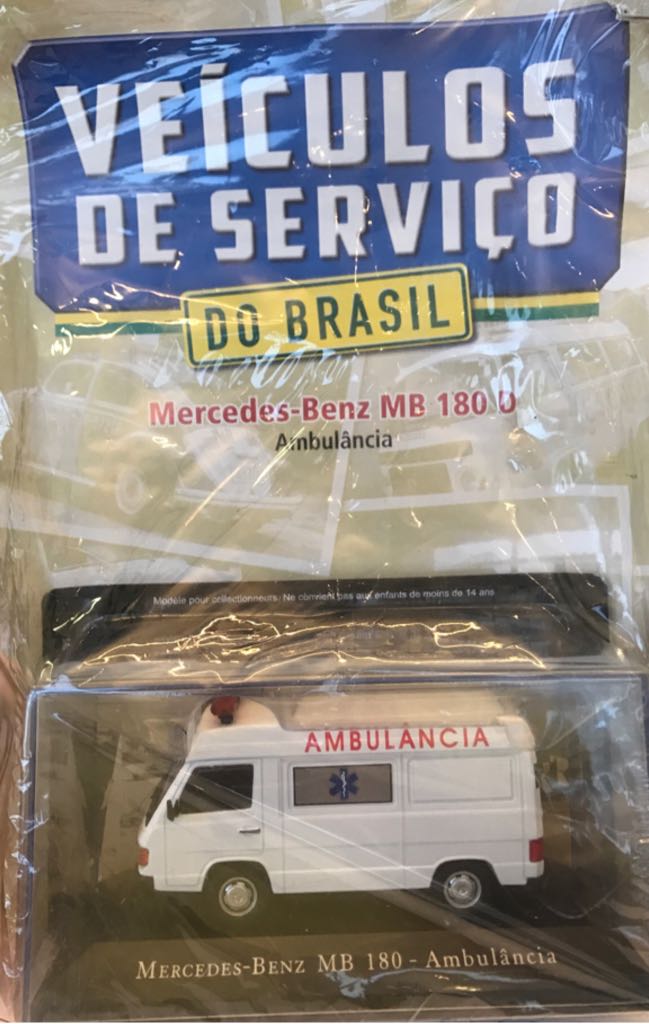 VEÍCULOS
DE SERVIÇO
DO BRASIL
Mercedes-Benz MB 180 D
Ambulância
Modèle pour collectionneurs. Ne convient pas aux enfants de moins de 14 ans
AMBULÂNCIA
MERCEDES-BENZ MB 180 - Ambulância